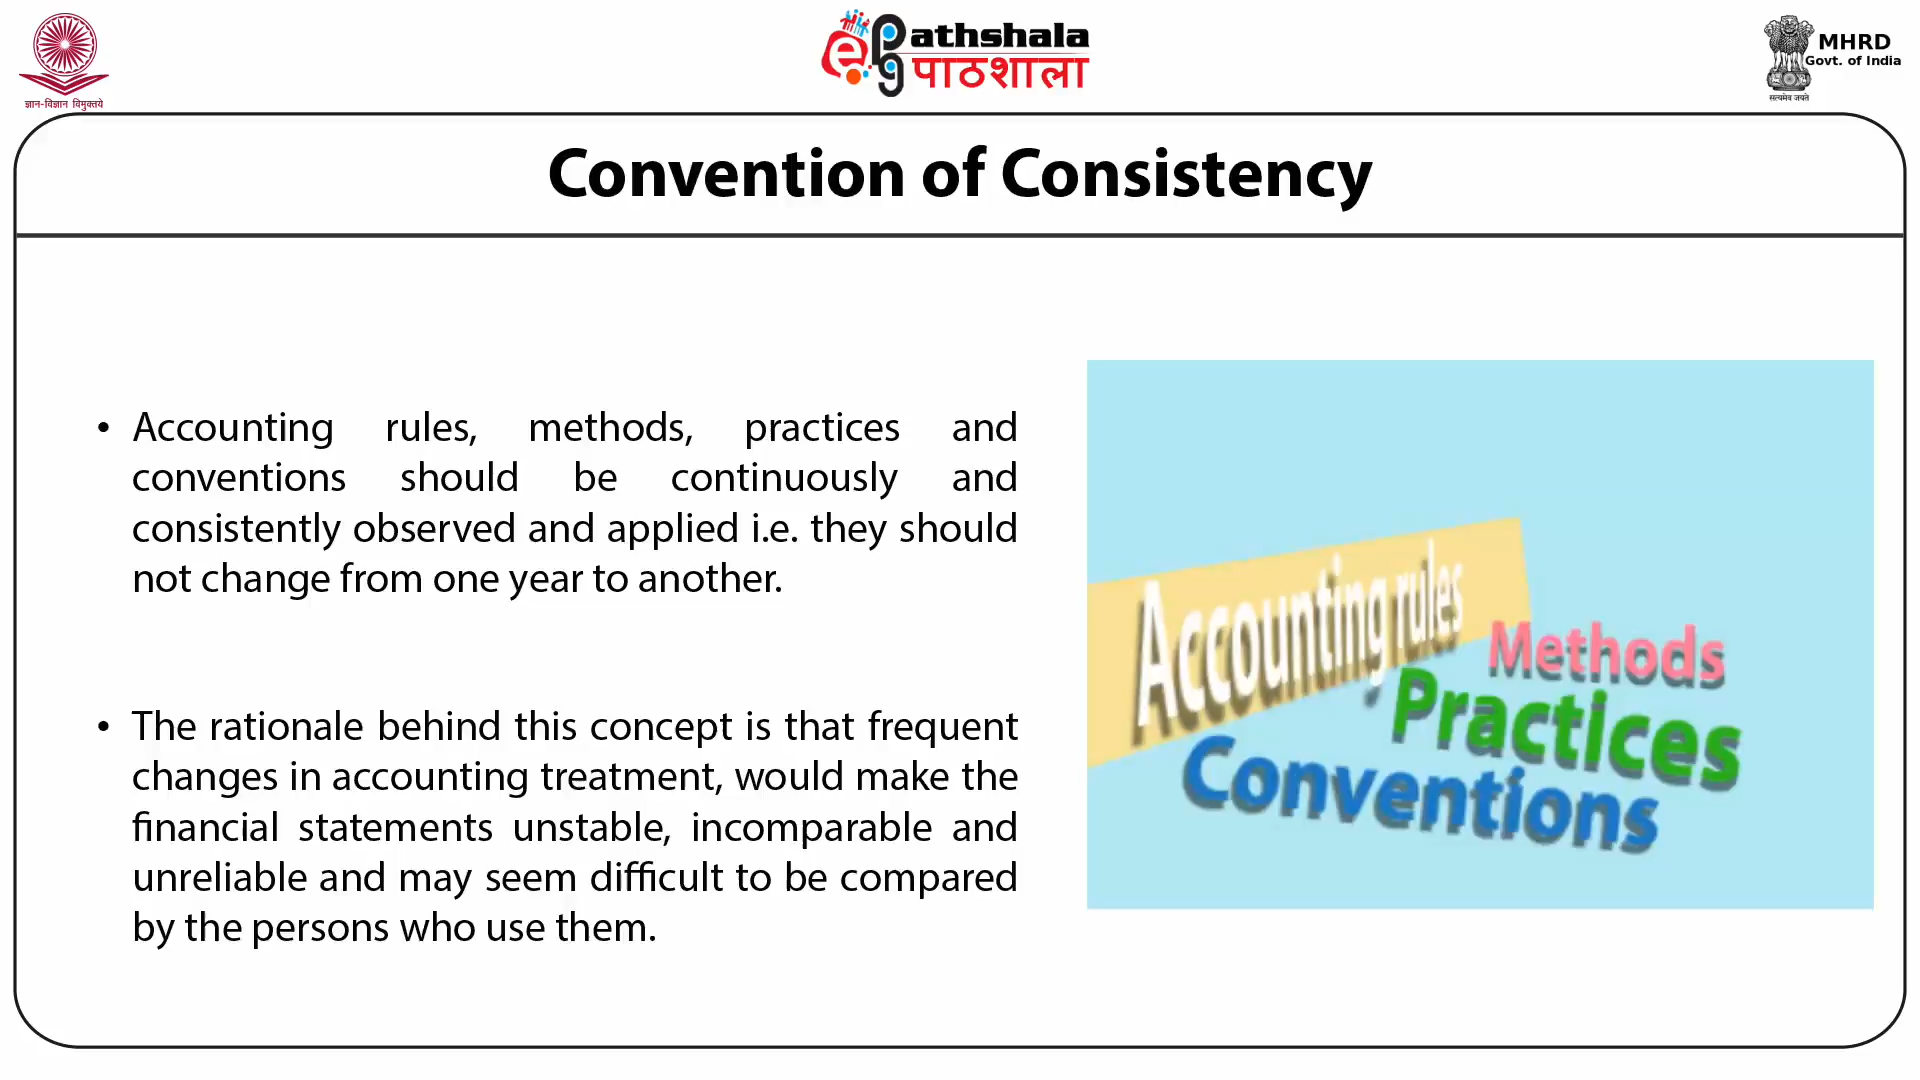 ज्ञान-विज्ञान विमुक्तये
ePG
athshala
पाठशाला
MHRD
Govt. of India
सत्यमेव जयते
Convention of Consistency
• Accounting rules, methods, practices and
conventions should be continuously and
consistently observed and applied i.e. they should
not change from one year to another.
• The rationale behind this concept is that frequent
changes in accounting treatment, would make the
financial statements unstable, incomparable and
unreliable and may seem difficult to be compared
by the persons who use them.
Accounting rules
Methods
Practices
Conventions